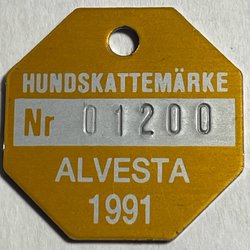 HUNDSKATTEMÄRKE
Nr 01200
ALVESTA
1991